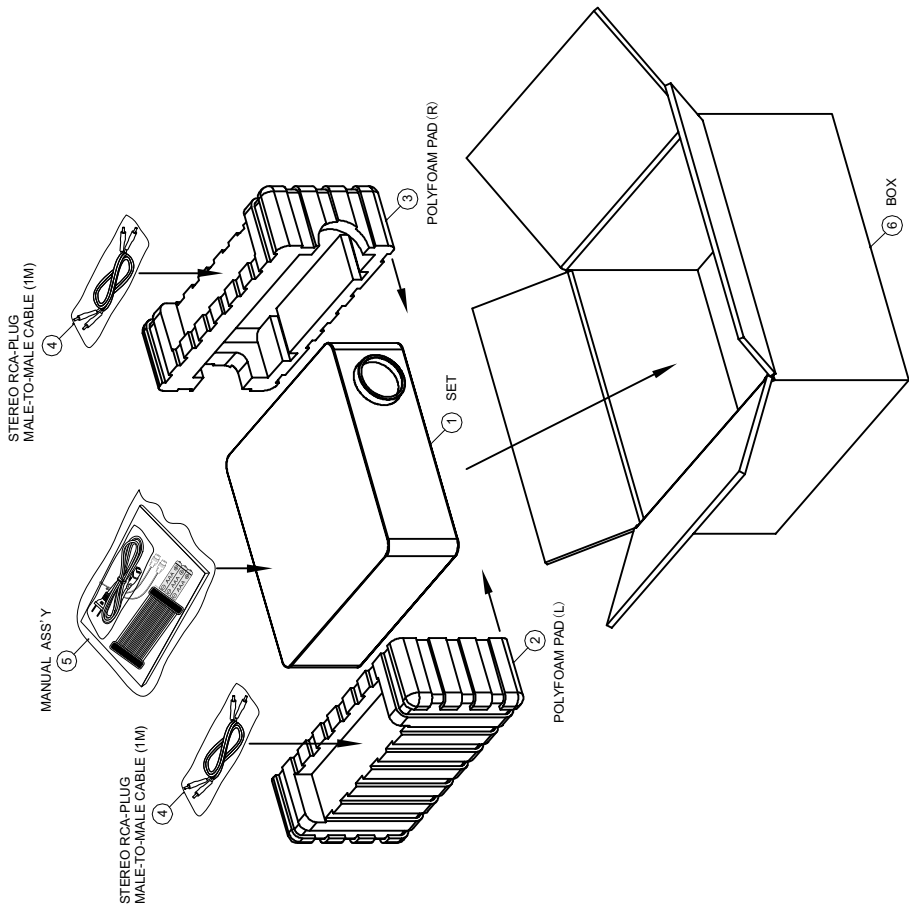 STEREO RCA-PLUG
MALE-TO-MALE CABLE (1M)
4
MANUAL ASS'Y
5
STEREO RCA-PLUG
MALE-TO-MALE CABLE (1M)
4
3
POLYFOAM PAD(R)
1 SET
2
POLYFOAM PAD(L)
6 BOX